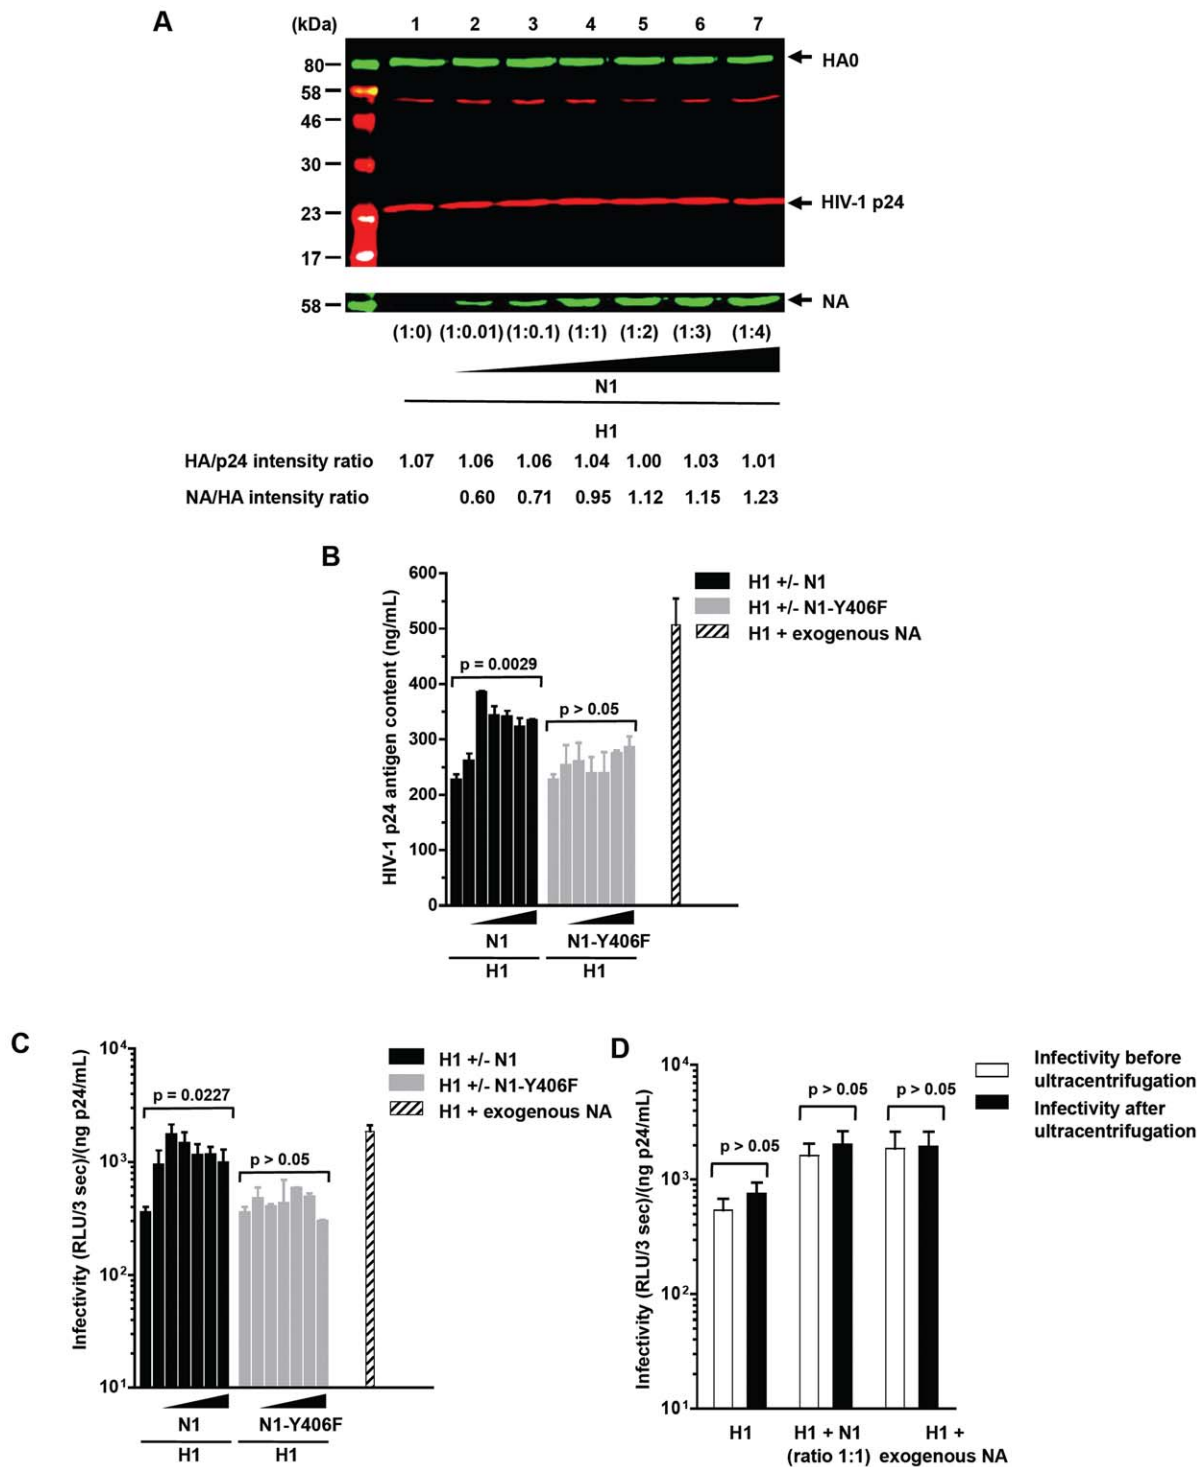 A
(kDa) 1 2 3 4 5 6 7
80 HA0
58
46
30
23 HIV-1 p24
17
58 NA
(1:0) (1:0.01) (1:0.1) (1:1) (1:2) (1:3) (1:4)
N1
H1
HA/p24 intensity ratio 1.07 1.06 1.06 1.04 1.00 1.03 1.01
NA/HA intensity ratio 0.60 0.71 0.95 1.12 1.15 1.23
B
HIV-1 p24 antigen content (ng/mL)
600
500
400
300
200
100
0
p = 0.0029
p > 0.05
H1 +/- N1
H1 +/- N1-Y406F
H1 + exogenous NA
N1 N1-Y406F
H1 H1
C
Infectivity (RLU/3 sec)/(ng p24/mL)
10⁴
10³
10²
10¹
p = 0.0227
p > 0.05
H1 +/- N1
H1 +/- N1-Y406F
H1 + exogenous NA
N1 N1-Y406F
H1 H1
D
Infectivity (RLU/3 sec)/(ng p24/mL)
10⁴
10³
10²
10¹
p > 0.05
p > 0.05
p > 0.05
Infectivity before
ultracentrifugation
Infectivity after
ultracentrifugation
H1 H1 + N1 H1 +
(ratio 1:1) exogenous NA